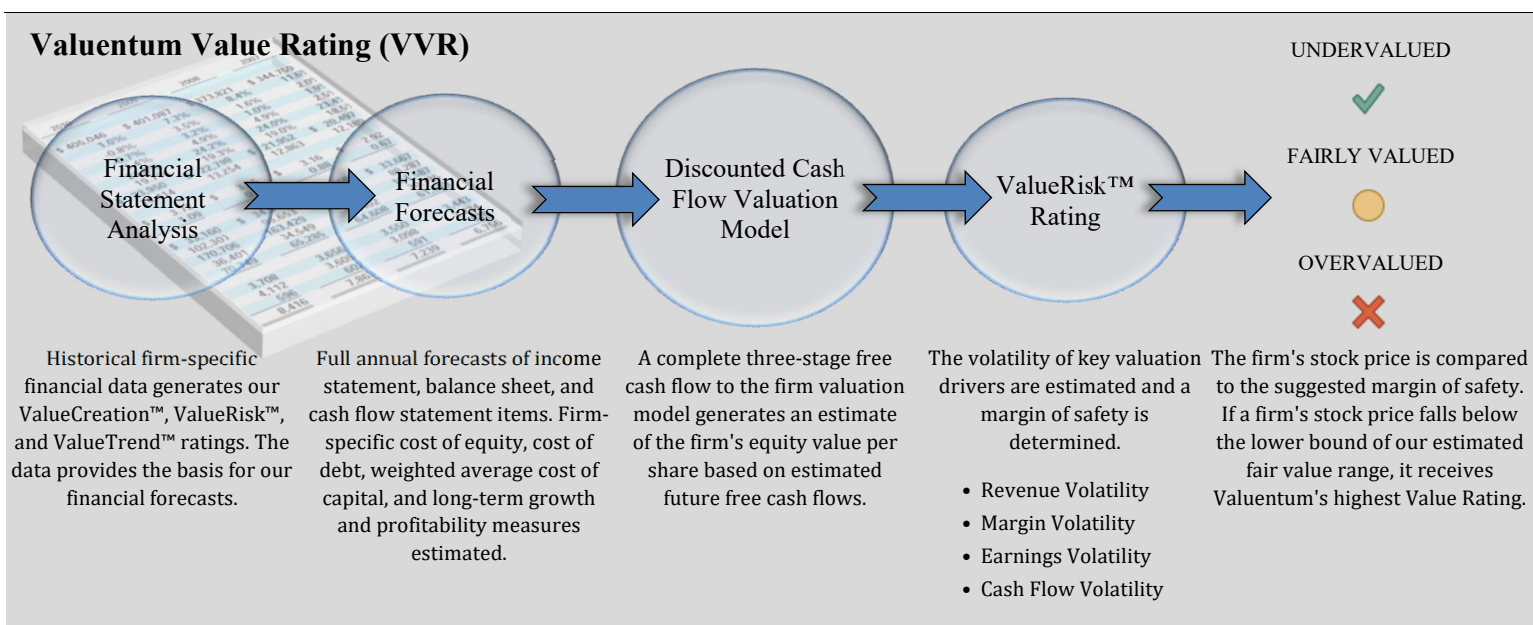 Valuentum Value Rating (VVR)
UNDERVALUED
FAIRLY VALUED
OVERVALUED
Financial
Statement
Analysis
Financial
Forecasts
Discounted Cash
Flow Valuation
Model
ValueRisk™
Rating
Historical firm-specific
financial data generates our
ValueCreation™, ValueRisk™,
and ValueTrend™ ratings. The
data provides the basis for our
financial forecasts.
Full annual forecasts of income
statement, balance sheet, and
cash flow statement items. Firm-
specific cost of equity, cost of
debt, weighted average cost of
capital, and long-term growth
and profitability measures
estimated.
A complete three-stage free
cash flow to the firm valuation
model generates an estimate
of the firm's equity value per
share based on estimated
future free cash flows.
The volatility of key valuation
drivers are estimated and a
margin of safety is
determined.
• Revenue Volatility
• Margin Volatility
• Earnings Volatility
• Cash Flow Volatility
The firm's stock price is compared
to the suggested margin of safety.
If a firm's stock price falls below
the lower bound of our estimated
fair value range, it receives
Valuentum's highest Value Rating.